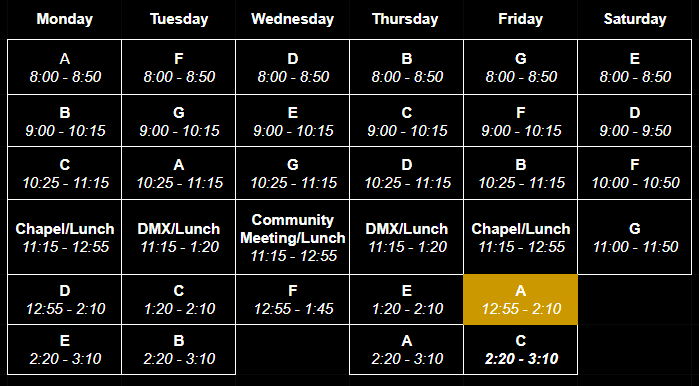 Monday Tuesday Wednesday Thursday Friday Saturday
A F D B G E
8:00 - 8:50 8:00 - 8:50 8:00 - 8:50 8:00 - 8:50 8:00 - 8:50 8:00 - 8:50
B G E C F D
9:00 - 10:15 9:00 - 10:15 9:00 - 10:15 9:00 - 10:15 9:00 - 10:15 9:00 - 9:50
C A G D B F
10:25 - 11:15 10:25 - 11:15 10:25 - 11:15 10:25 - 11:15 10:25 - 11:15 10:00 - 10:50
Chapel/Lunch DMX/Lunch Community Meeting/Lunch DMX/Lunch Chapel/Lunch G
11:15 - 12:55 11:15 - 1:20 11:15 - 12:55 11:15 - 1:20 11:15 - 12:55 11:00 - 11:50
D C F E A
12:55 - 2:10 1:20 - 2:10 12:55 - 1:45 1:20 - 2:10 12:55 - 2:10
E B A C
2:20 - 3:10 2:20 - 3:10 2:20 - 3:10 2:20 - 3:10